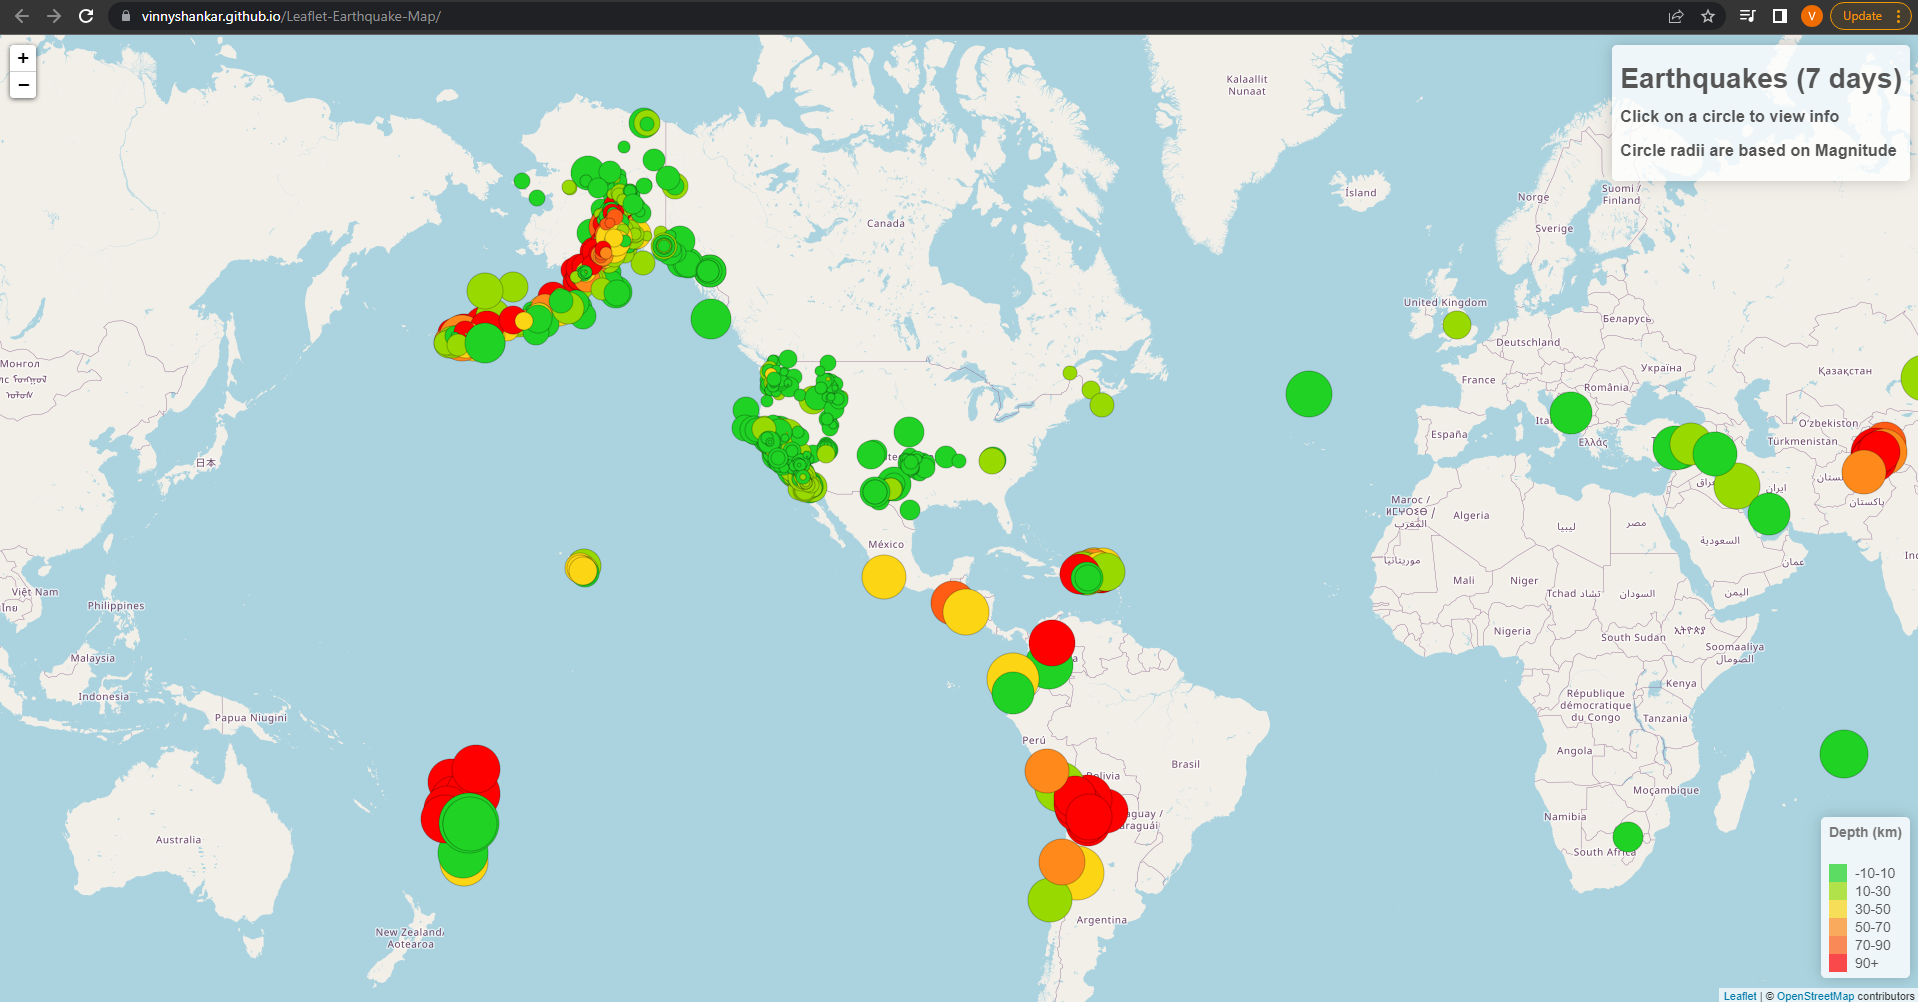 vinnyshankar.github.io/Leaflet-Earthquake-Map/
V
Update
+
−
Earthquakes (7 days)
Click on a circle to view info
Circle radii are based on Magnitude
Kalaallit
Nunaat
Ísland
Norge
Suomi /
Finland
Sverige
Canada
United Kingdom
Беларусь
Deutschland
Монгол
Україна
Қазақстан
France
România
O'zbekiston
Türkmenistan
España
Ελλάς
日本
ایران
Maroc /
ⵍⵎⵖⵔⵉⴱ /
المغرب
Algeria
ليبيا
مصر
السعودية
México
موريتانيا
عمان
Mali
Niger
Tchad تشاد
السودان
اليمن
Việt Nam
ไทย
Philippines
Nigeria
South Sudan
ኢትዮጵያ
Soomaaliya
الصومال
Malaysia
Indonesia
Kenya
République
démocratique
du Congo
Papua Niugini
Tanzania
Perú
Angola
Bolivia
Brasil
Moçambique
Namibia
Australia
South Africa
Argentina
New Zealand/
Aotearoa
Depth (km)
-10-10
10-30
30-50
50-70
70-90
90+
Leaflet | © OpenStreetMap contributors